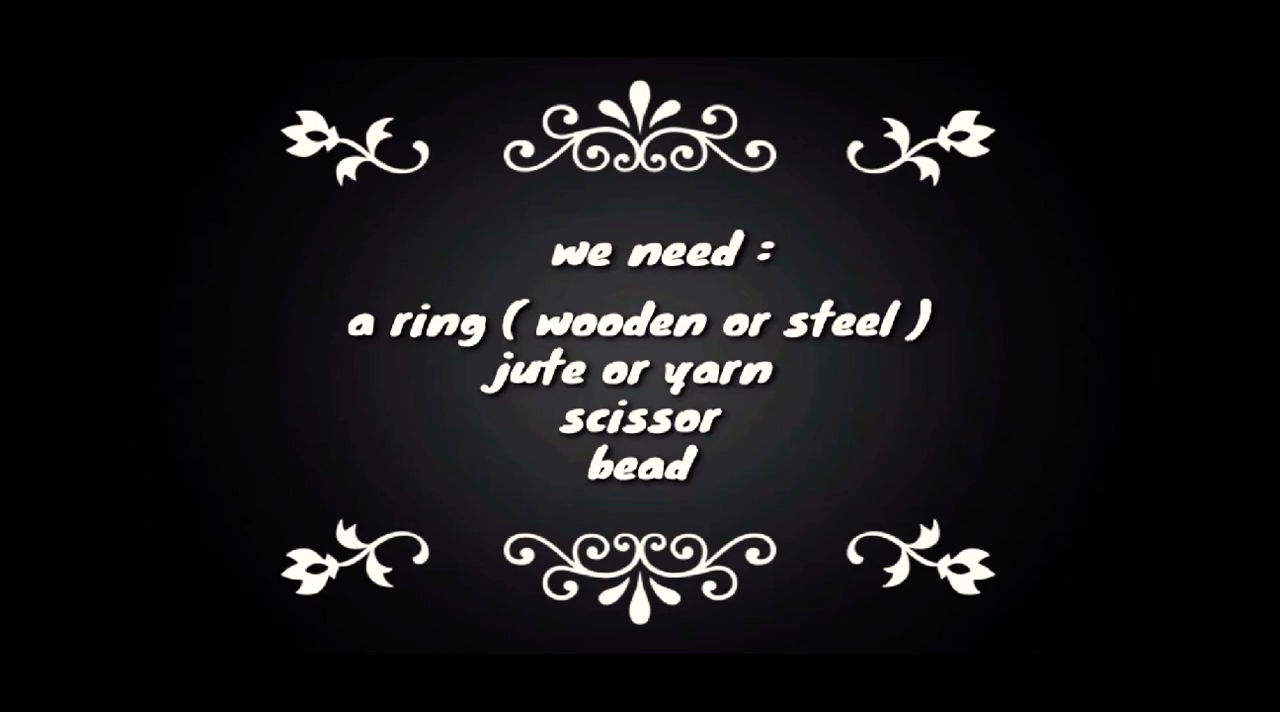 we need :
a ring ( wooden or steel )
jute or yarn
scissor
bead